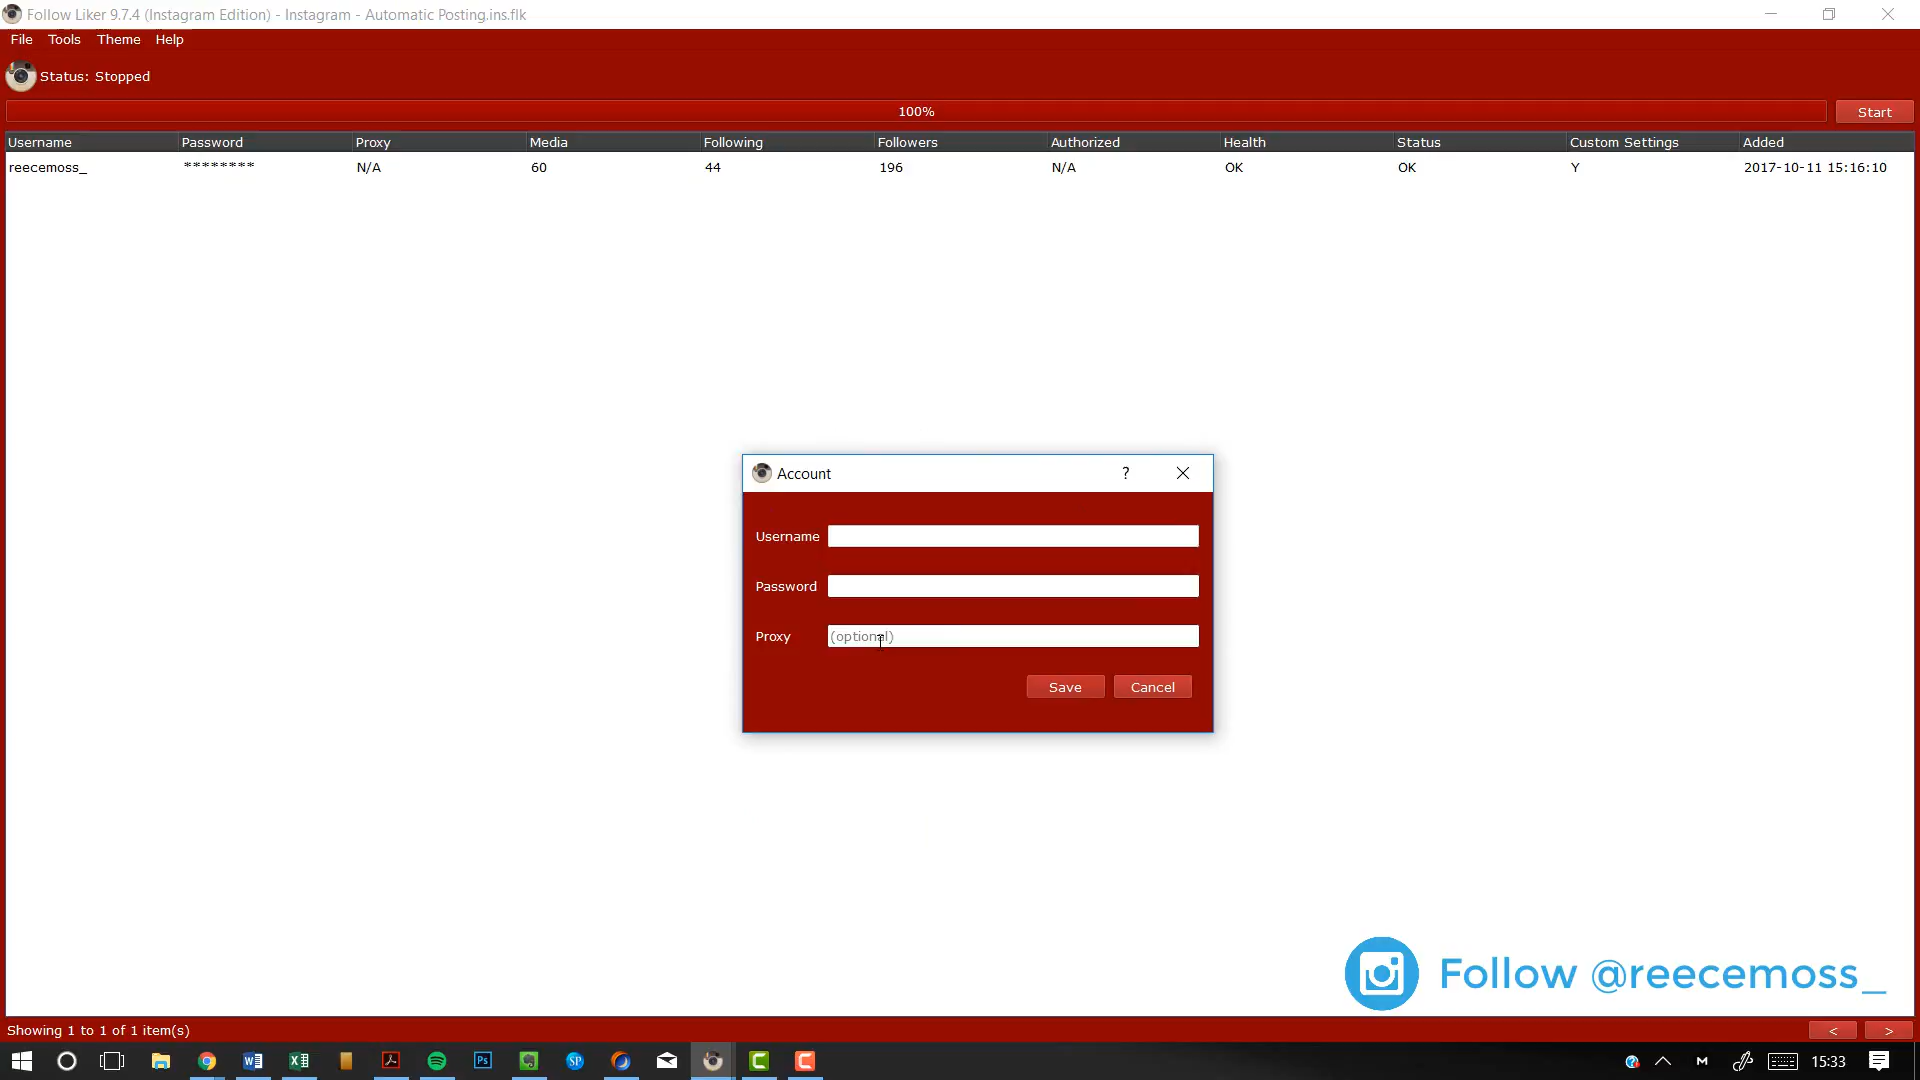 Follow Liker 9.7.4 (Instagram Edition) - Instagram - Automatic Posting.ins.flk
File Tools Theme Help
Status: Stopped
100% Start
Username Password Proxy Media Following Followers Authorized Health Status Custom Settings Added
reecemoss_ ******** N/A 60 44 196 N/A OK OK Y 2017-10-11 15:16:10
Account ?
Username
Password
Proxy (optional)
Save Cancel
Follow @reecemoss_
Showing 1 to 1 of 1 item(s) < >
15:33